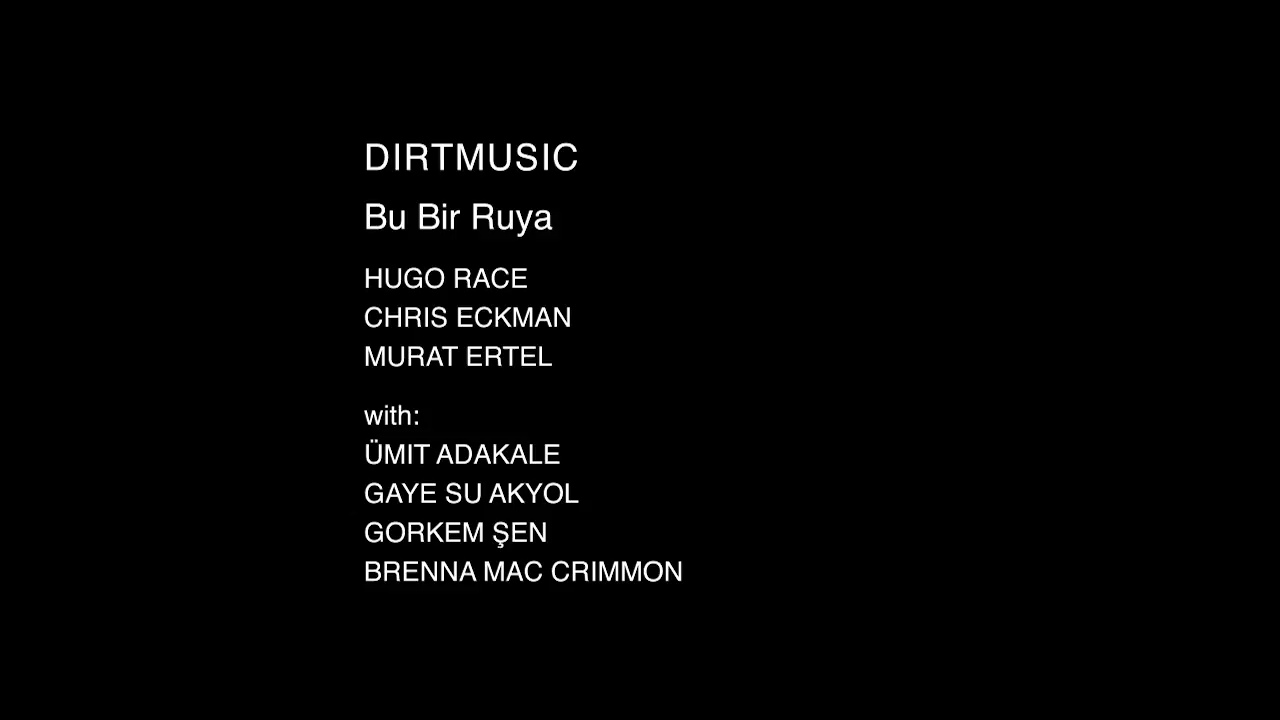 DIRTMUSIC
Bu Bir Ruya
HUGO RACE
CHRIS ECKMAN
MURAT ERTEL
with:
ÜMIT ADAKALE
GAYE SU AKYOL
GORKEM ŞEN
BRENNA MAC CRIMMON